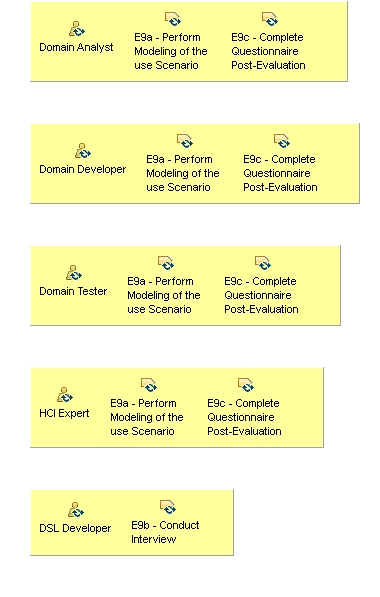 Domain Analyst
E9a - Perform
Modeling of the
use Scenario
E9c - Complete
Questionnaire
Post-Evaluation
Domain Developer
E9a - Perform
Modeling of the
use Scenario
E9c - Complete
Questionnaire
Post-Evaluation
Domain Tester
E9a - Perform
Modeling of the
use Scenario
E9c - Complete
Questionnaire
Post-Evaluation
HCI Expert
E9a - Perform
Modeling of the
use Scenario
E9c - Complete
Questionnaire
Post-Evaluation
DSL Developer
E9b - Conduct
Interview